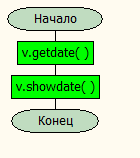 Начало
v.getdate( )
v.showdate( )
Конец